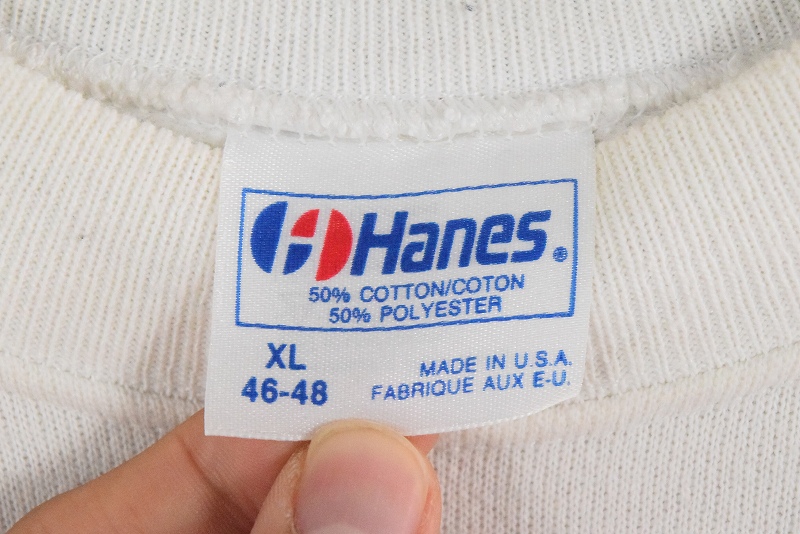 Hanes®
50% COTTON/COTON
50% POLYESTER
XL
46-48
MADE IN U.S.A.
FABRIQUE AUX E-U.